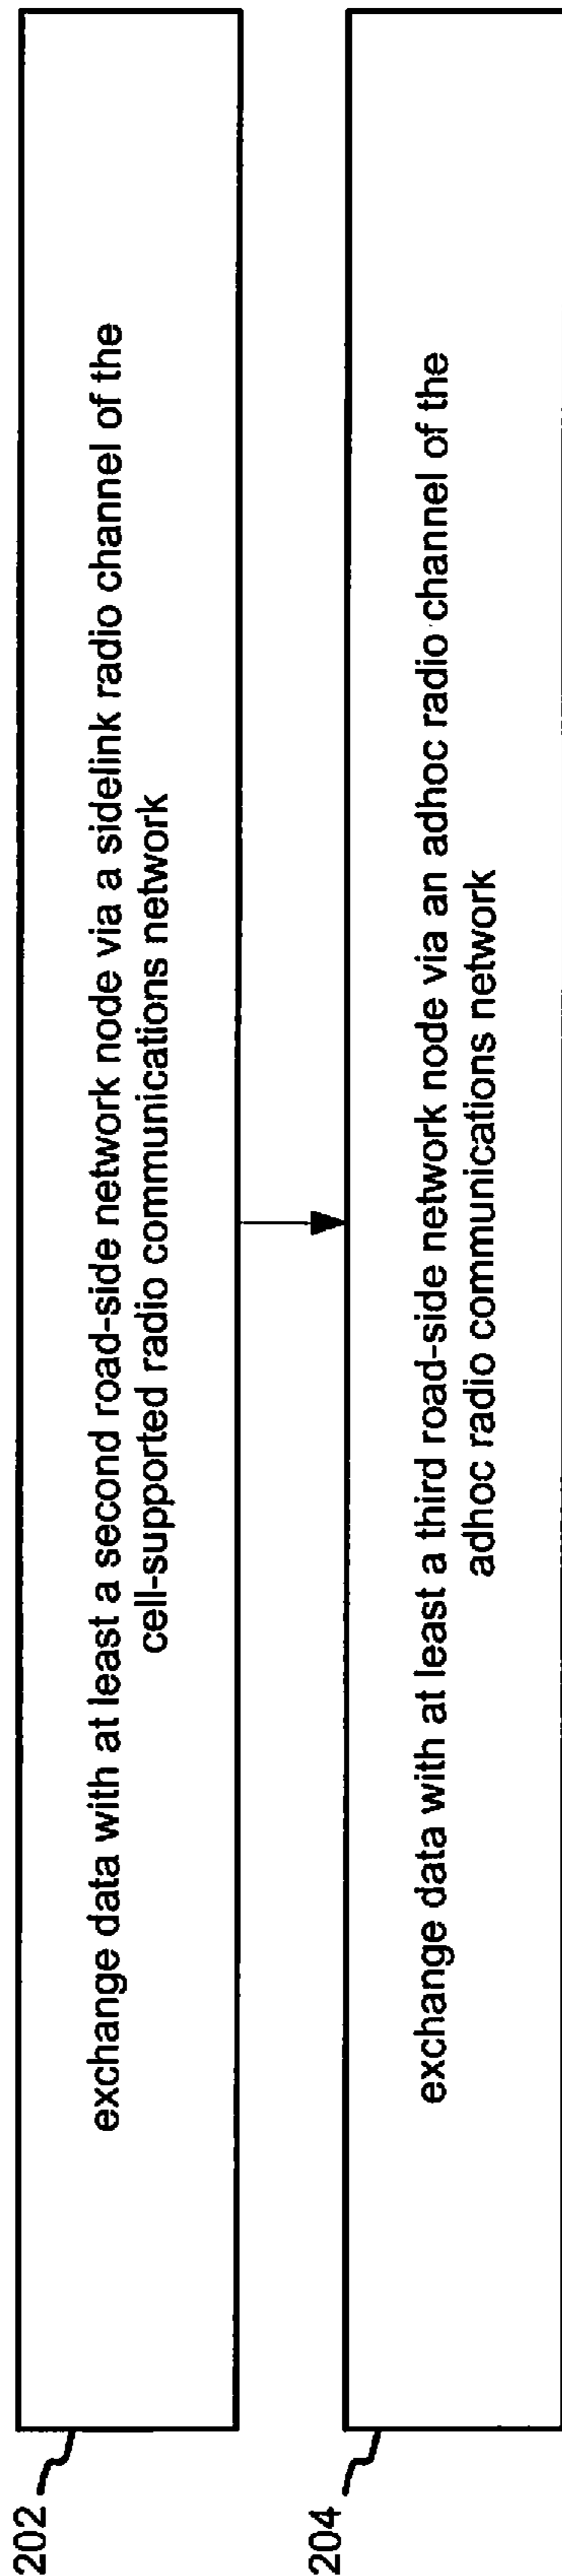 202
exchange data with at least a second road-side network node via a sidelink radio channel of the
cell-supported radio communications network
204
exchange data with at least a third road-side network node via an adhoc radio channel of the
adhoc radio communications network